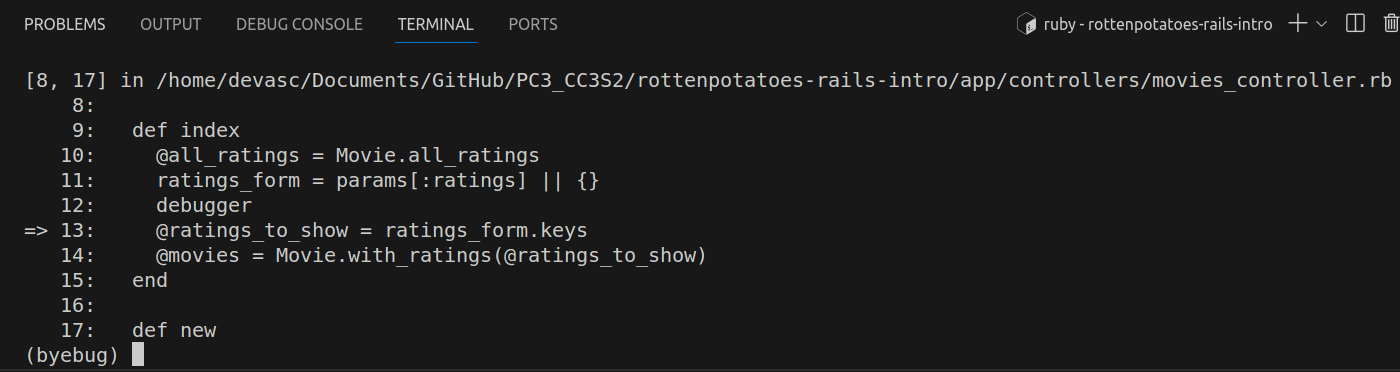 PROBLEMS OUTPUT DEBUG CONSOLE TERMINAL PORTS ruby - rottenpotatoes-rails-intro
[8, 17] in /home/devasc/Documents/GitHub/PC3_CC3S2/rottenpotatoes-rails-intro/app/controllers/movies_controller.rb
    8:
    9:   def index
   10:     @all_ratings = Movie.all_ratings
   11:     ratings_form = params[:ratings] || {}
   12:     debugger
=> 13:     @ratings_to_show = ratings_form.keys
   14:     @movies = Movie.with_ratings(@ratings_to_show)
   15:   end
   16:
   17:   def new
(byebug)